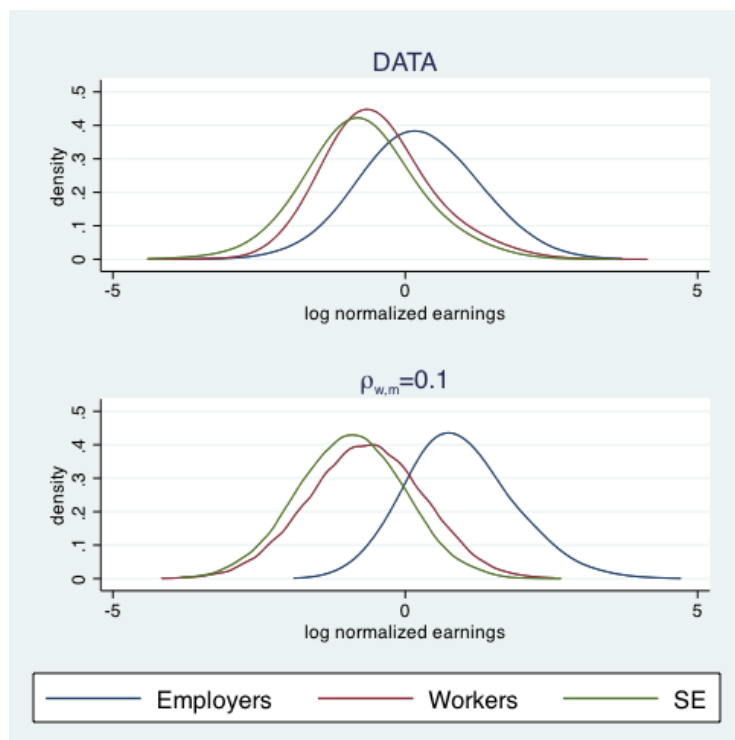 DATA
.5
.4
.3
.2
.1
0
density
-5 0 5
log normalized earnings
ρw,m=0.1
.5
.4
.3
.2
.1
0
density
-5 0 5
log normalized earnings
Employers Workers SE